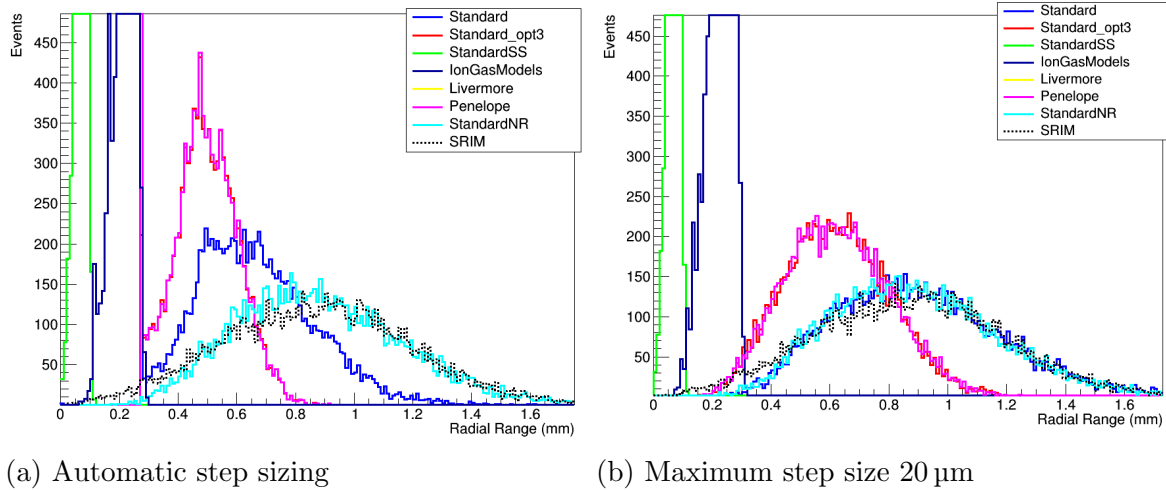 Events
450
400
350
300
250
200
150
100
50
0 0.2 0.4 0.6 0.8 1 1.2 1.4 1.6
Radial Range (mm)
Standard
Standard_opt3
StandardSS
IonGasModels
Livermore
Penelope
StandardNR
SRIM
(a) Automatic step sizing
Events
450
400
350
300
250
200
150
100
50
0 0.2 0.4 0.6 0.8 1 1.2 1.4 1.6
Radial Range (mm)
Standard
Standard_opt3
StandardSS
IonGasModels
Livermore
Penelope
StandardNR
SRIM
(b) Maximum step size 20 µm